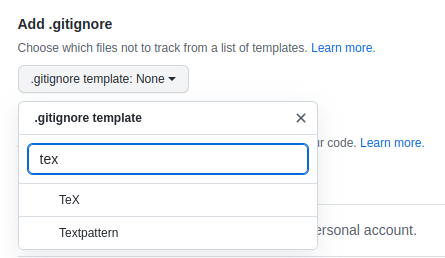 Add .gitignore
Choose which files not to track from a list of templates. Learn more.
.gitignore template: None
.gitignore template
ur code. Learn more.
tex
TeX
ersonal account.
Textpattern